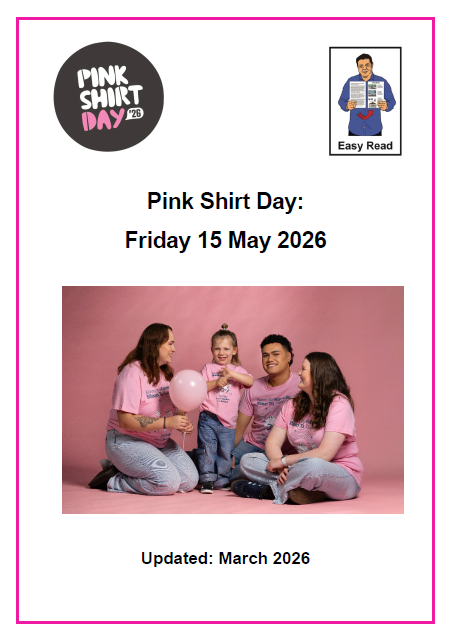 PINK
SHIRT
DAY '26
Easy Read
Pink Shirt Day:
Friday 15 May 2026
Updated: March 2026